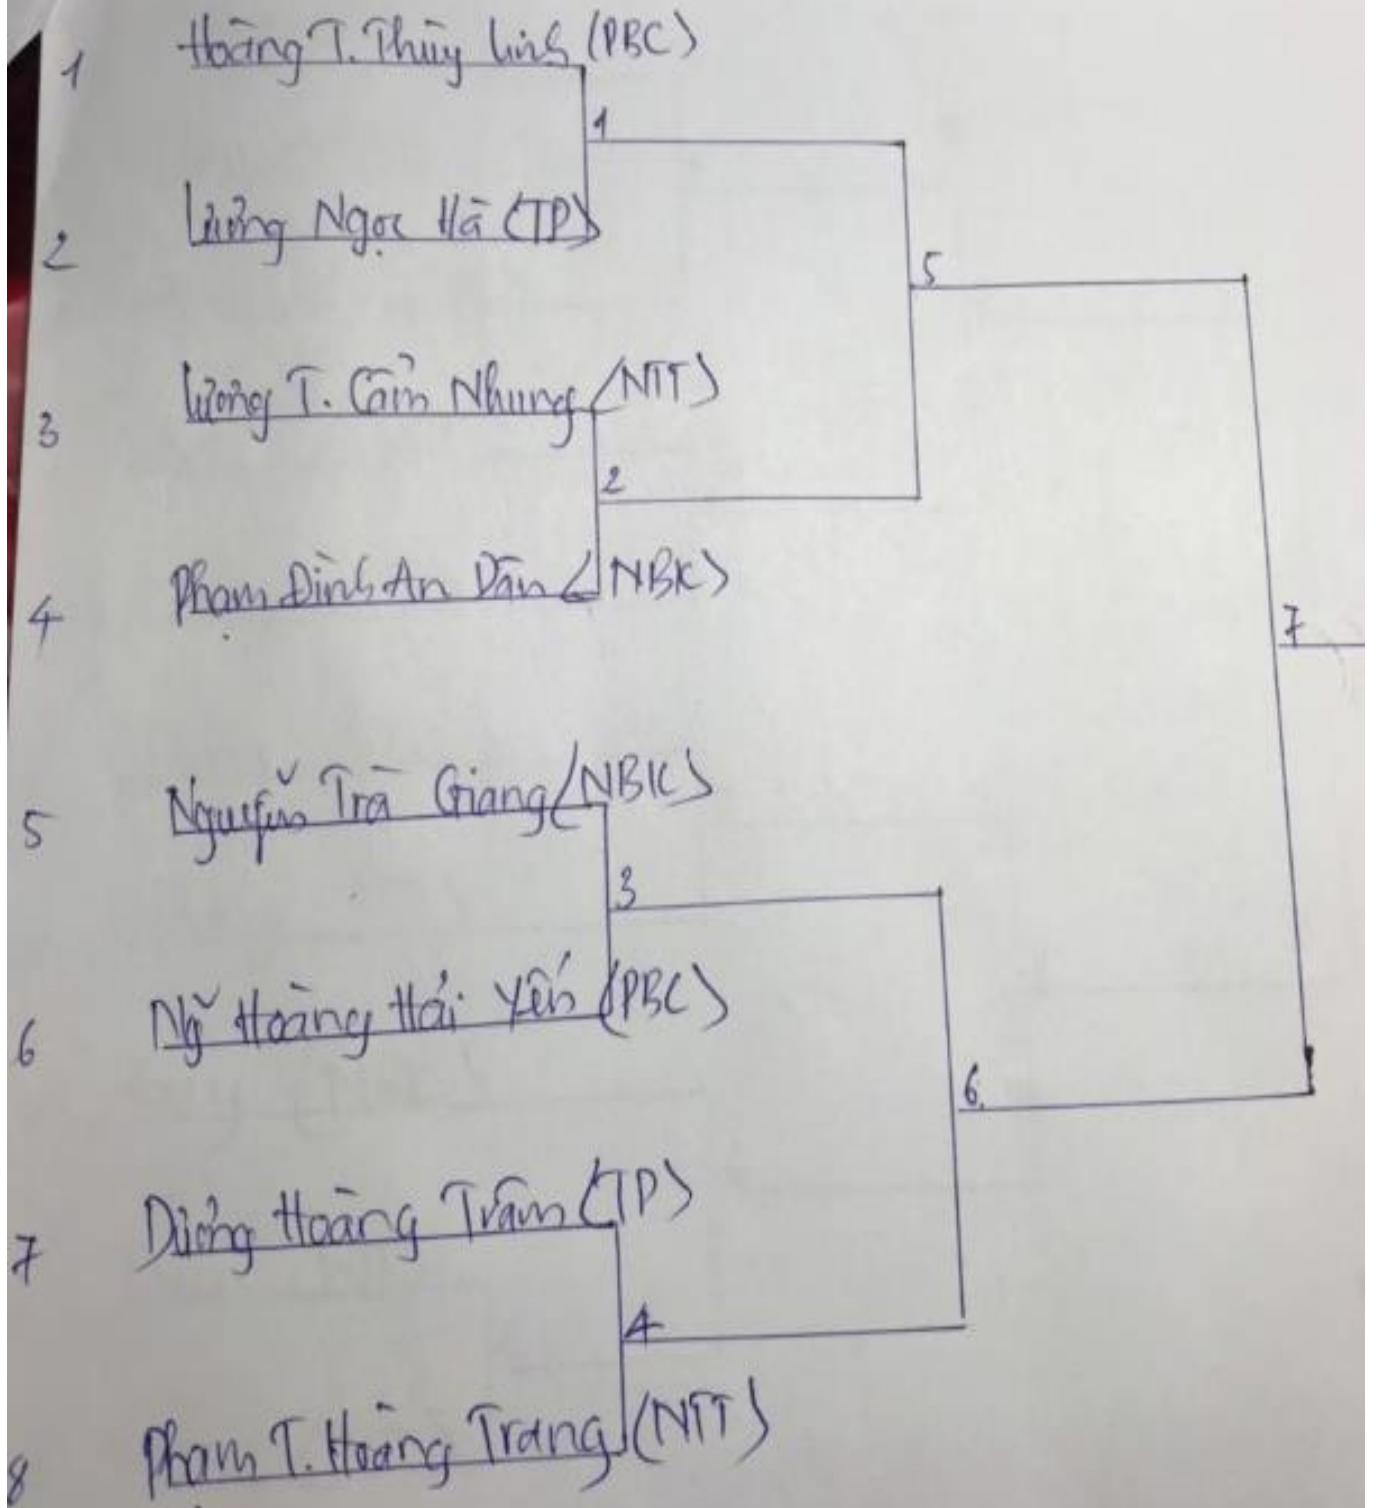 1 Hoàng T. Thùy Linh (PBC)
1
2 Lương Ngọc Hà (TP)
5
3 Lương T. Cẩm Nhung (NTT)
2
4 Phạm Đình An Dân (NBK)
7
5 Nguyễn Trà Giang (NBK)
3
6 Ng̃ Hoàng Hải Yến (PBC)
6.
7 Dương Hoàng Trâm (TP)
4
8 Phạm T. Hoàng Trang (NTT)